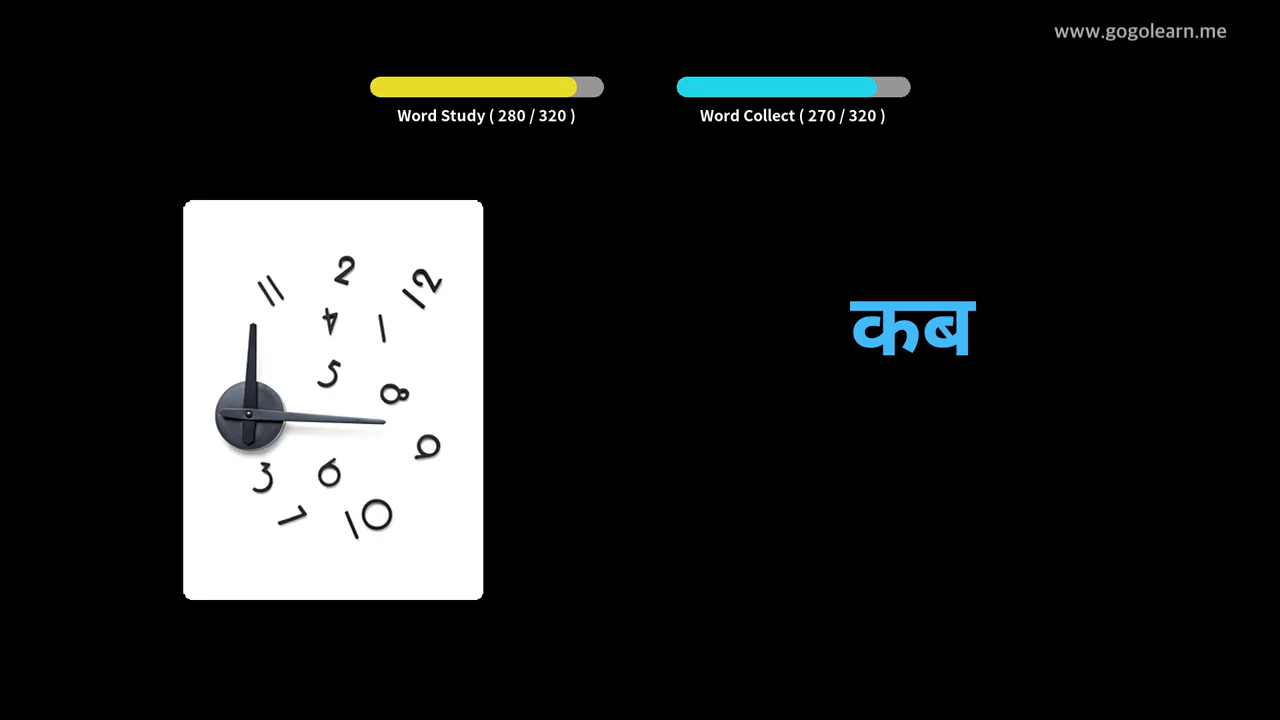 www.gogolearn.me
Word Study ( 280 / 320 )
Word Collect ( 270 / 320 )
11 2 12
4 1
5
8
9
3 6
7 10
कब